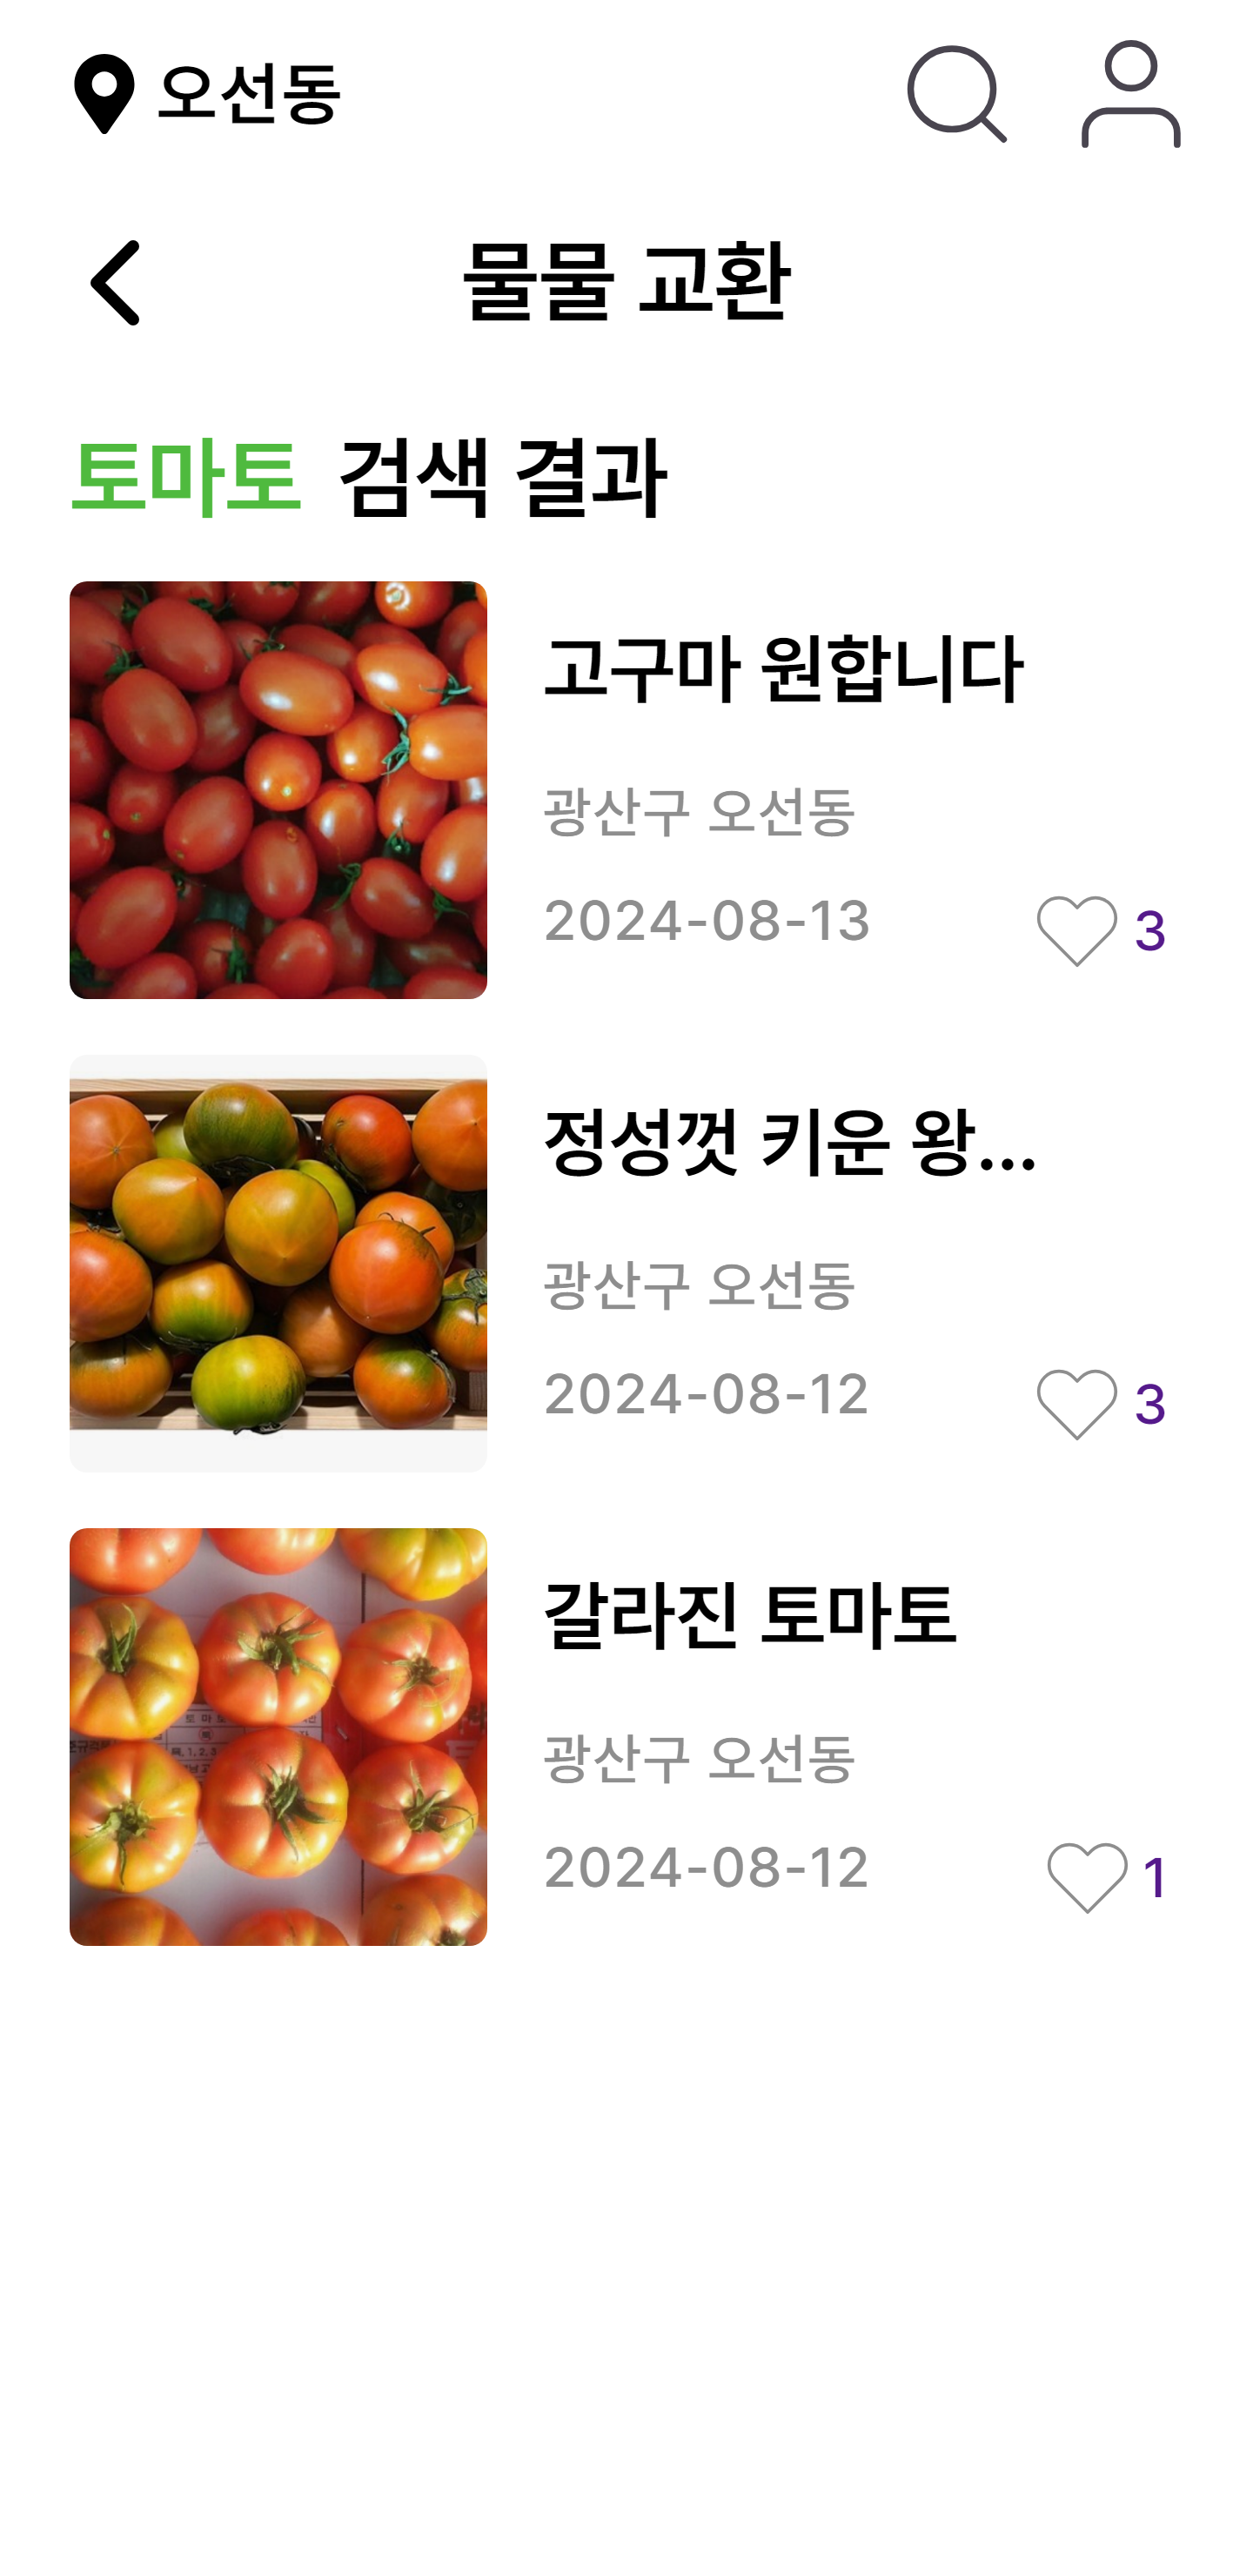 오선동
물물 교환
토마토 검색 결과
고구마 원합니다
광산구 오선동
2024-08-13
3
정성껏 키운 왕...
광산구 오선동
2024-08-12
3
갈라진 토마토
광산구 오선동
2024-08-12
1
토 마 토